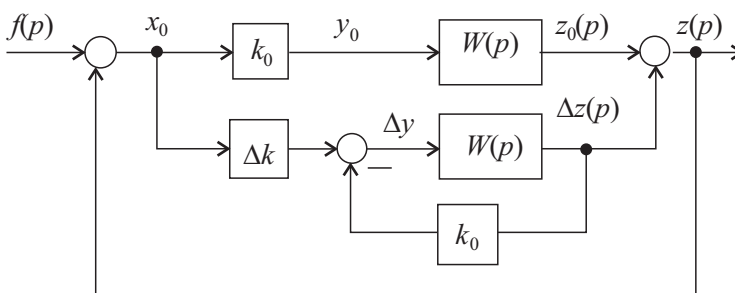 f(p) x₀ y₀ z₀(p) z(p)
k₀ W(p)
Δy Δz(p)
Δk W(p)
—
k₀